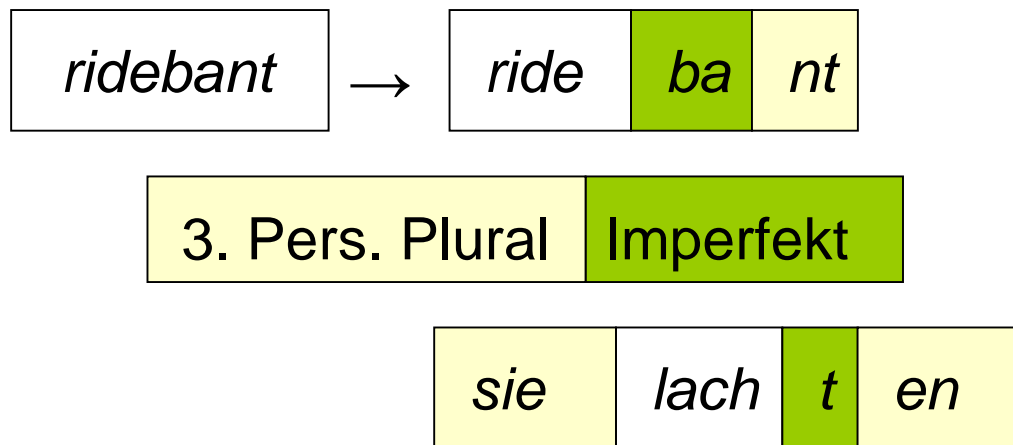 ridebant → ride ba nt
3. Pers. Plural Imperfekt
sie lach t en